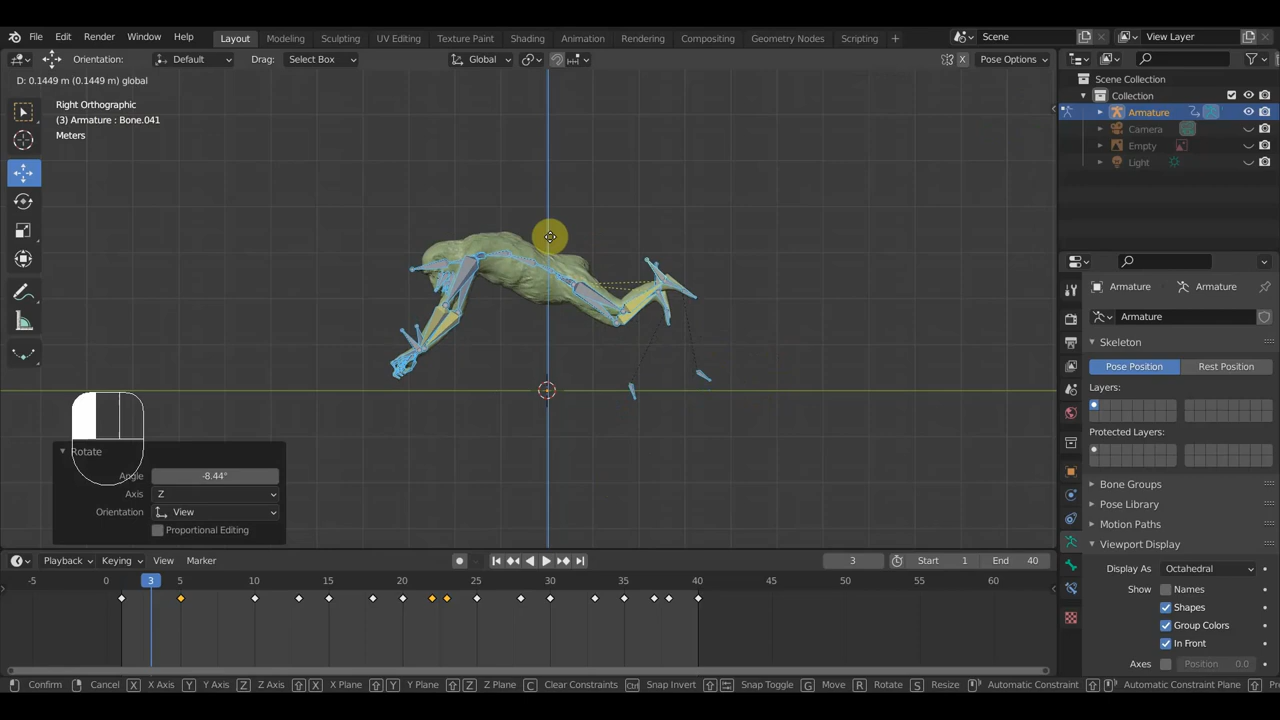 File Edit Render Window Help Layout Modeling Sculpting UV Editing Texture Paint Shading Animation Rendering Compositing Geometry Nodes Scripting + Scene View Layer
Orientation: Default Drag: Select Box Global X Pose Options
D: 0.1449 m (0.1449 m) global
Right Orthographic
(3) Armature : Bone.041
Meters
Scene Collection
Collection
Armature
Camera
Empty
Light
Armature Armature
Armature
Skeleton
Pose Position Rest Position
Layers:
Protected Layers:
Bone Groups
Pose Library
Motion Paths
Viewport Display
Display As Octahedral
Show Names
Shapes
Group Colors
In Front
Axes Position 0.0
Rotate
Angle -8.44°
Axis Z
Orientation View
Proportional Editing
Playback Keying View Marker 3 Start 1 End 40
-5 0 3 5 10 15 20 25 30 35 40 45 50 55 60
Confirm Cancel X X Axis Y Y Axis Z Z Axis X X Plane Y Y Plane Z Z Plane C Clear Constraints Ctrl Snap Invert Snap Toggle G Move R Rotate S Resize Automatic Constraint Automatic Constraint Plane